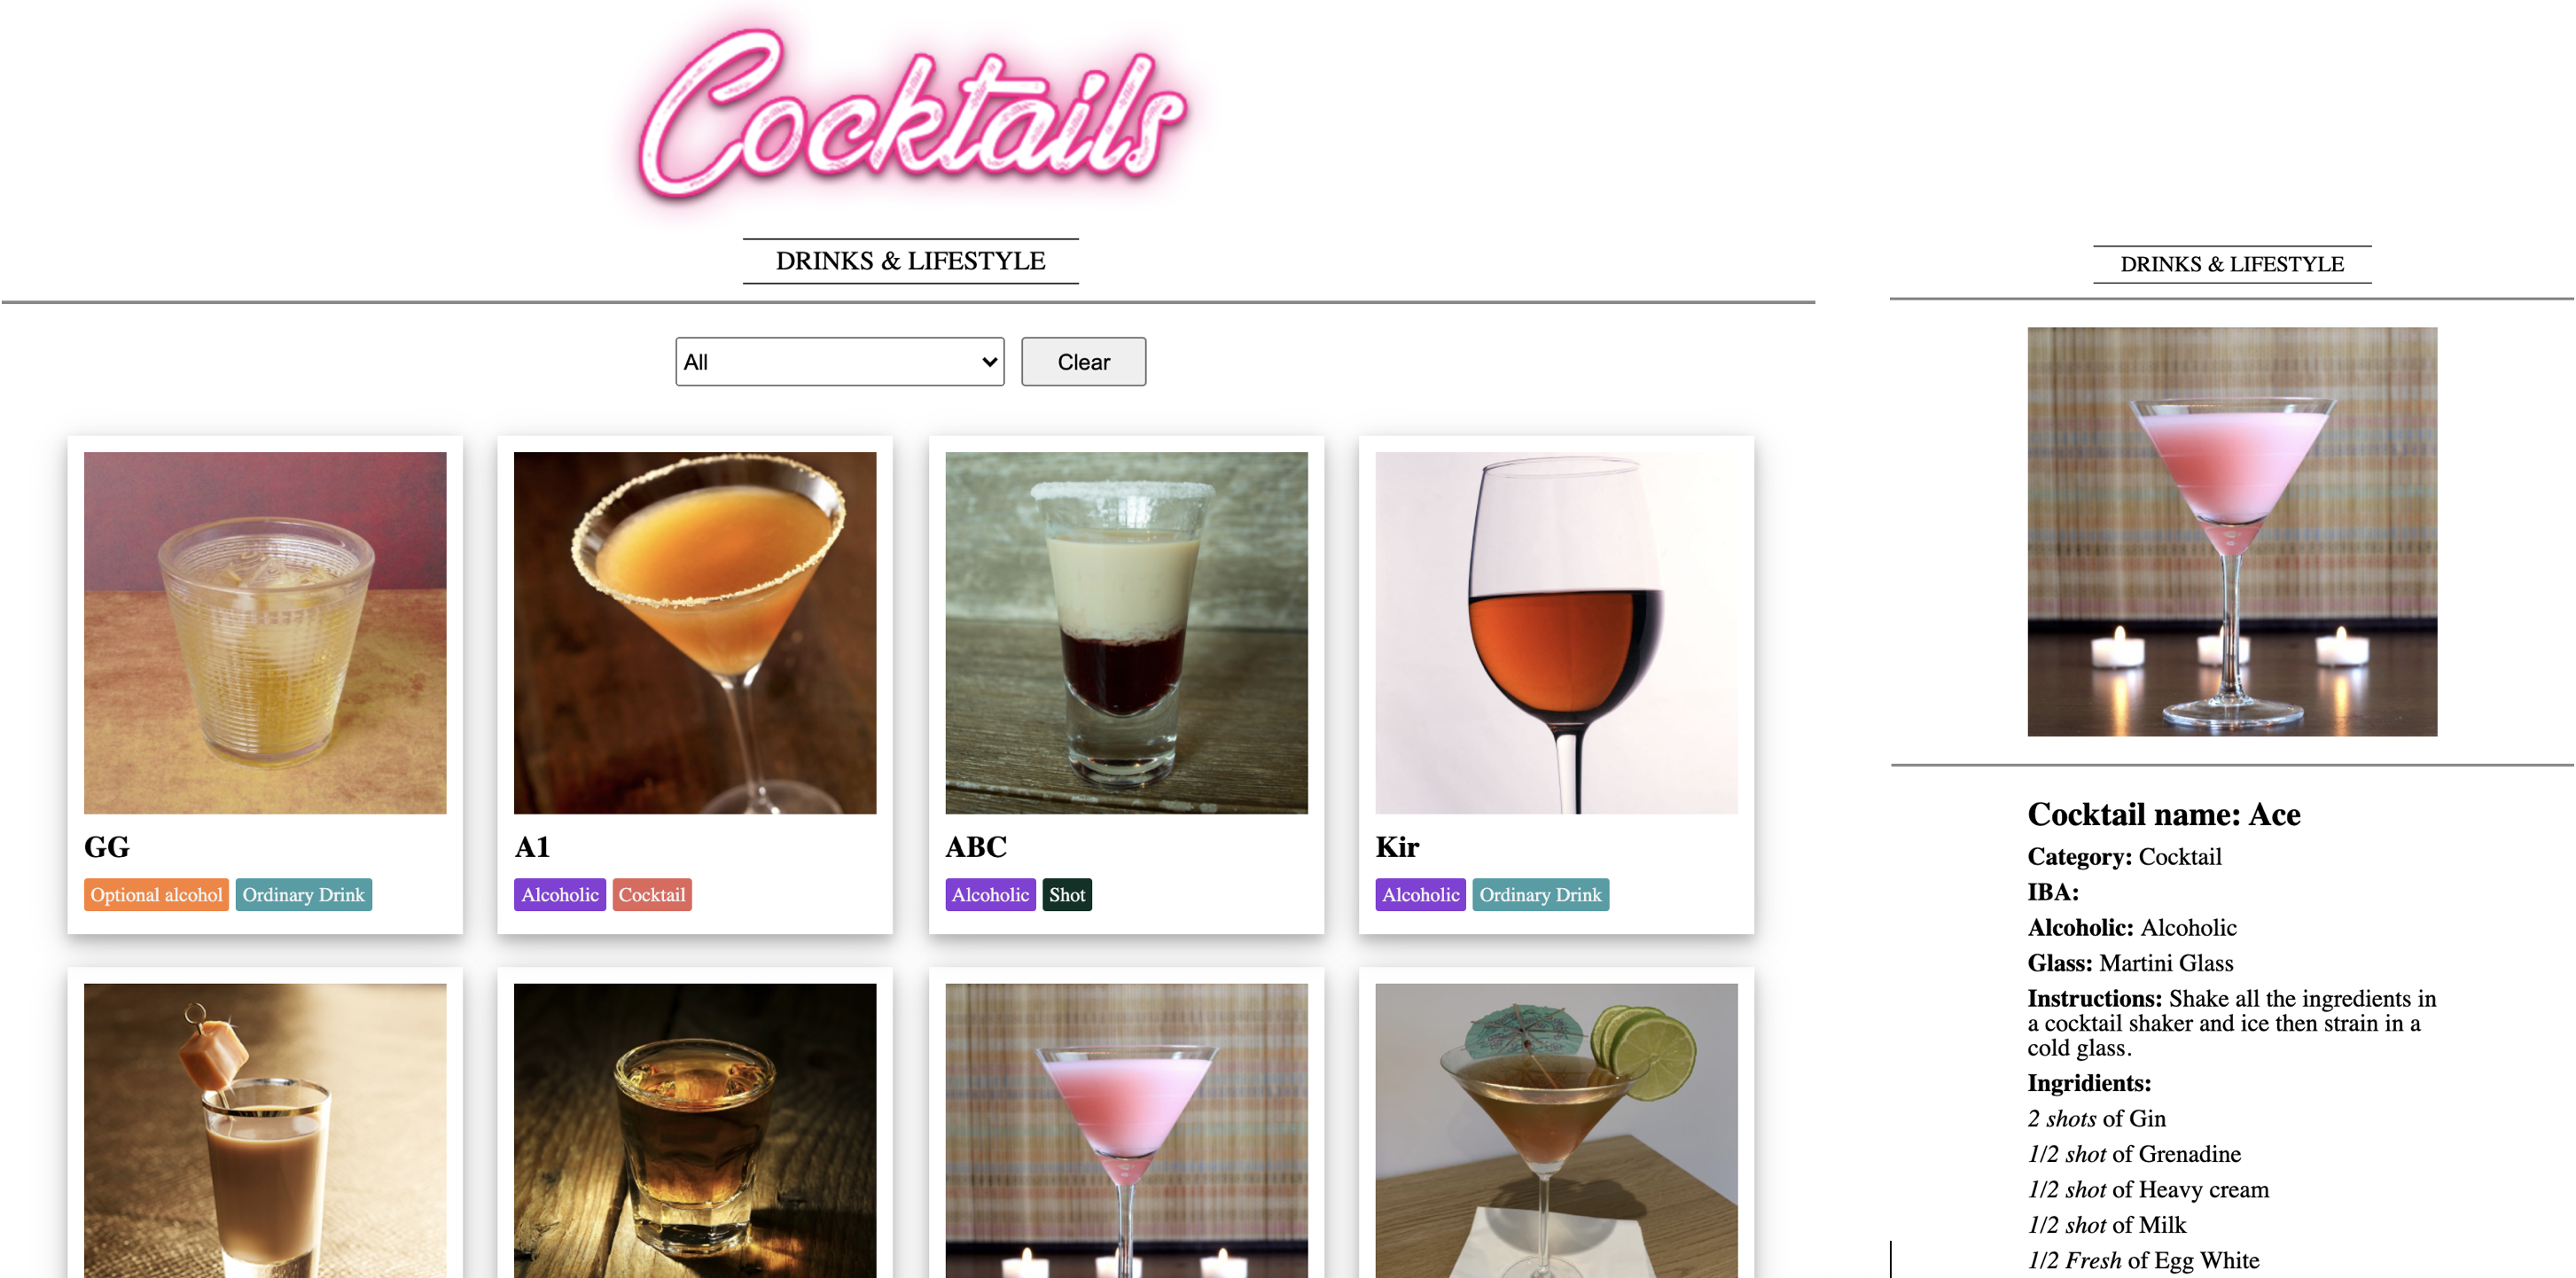 Cocktails
DRINKS & LIFESTYLE
All
Clear
GG
Optional alcohol Ordinary Drink
A1
Alcoholic Cocktail
ABC
Alcoholic Shot
Kir
Alcoholic Ordinary Drink
DRINKS & LIFESTYLE
Cocktail name: Ace
Category: Cocktail
IBA:
Alcoholic: Alcoholic
Glass: Martini Glass
Instructions: Shake all the ingredients in
a cocktail shaker and ice then strain in a
cold glass.
Ingridients:
2 shots of Gin
1/2 shot of Grenadine
1/2 shot of Heavy cream
1/2 shot of Milk
1/2 Fresh of Egg White